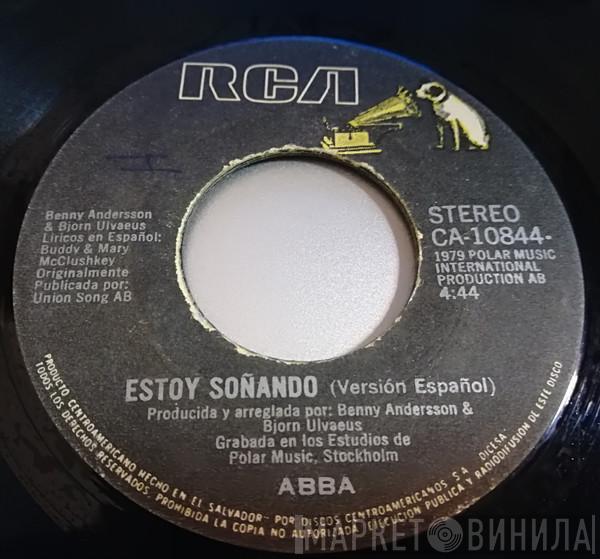 RCA
Benny Andersson
& Bjorn Ulvaeus
Liricos en Español:
Buddy & Mary
McClushkey
Originalmente
Publicada por:
Union Song AB
STEREO
CA-10844-
1979 POLAR MUSIC
INTERNATIONAL
PRODUCTION AB
4:44
ESTOY SOÑANDO (Versión Español)
Producida y arreglada por: Benny Andersson &
Bjorn Ulvaeus
Grabada en los Estudios de
Polar Music, Stockholm
ABBA
PRODUCTO CENTROAMERICANO HECHO EN EL SALVADOR POR DISCOS CENTROAMERICANOS S A DICESA.
TODOS LOS DERECHOS RESERVADOS. PROHIBIDA LA COPIA NO AUTORIZADA, EJECUCION PUBLICA Y RADIODIFUSION DE ESTE DISCO
МАРКЕТ ВИНИЛА